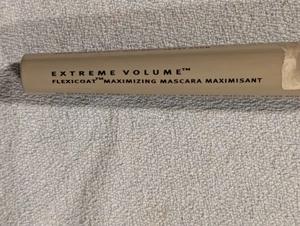 EXTREME VOLUME™
FLEXICOAT™ MAXIMIZING MASCARA MAXIMISANT